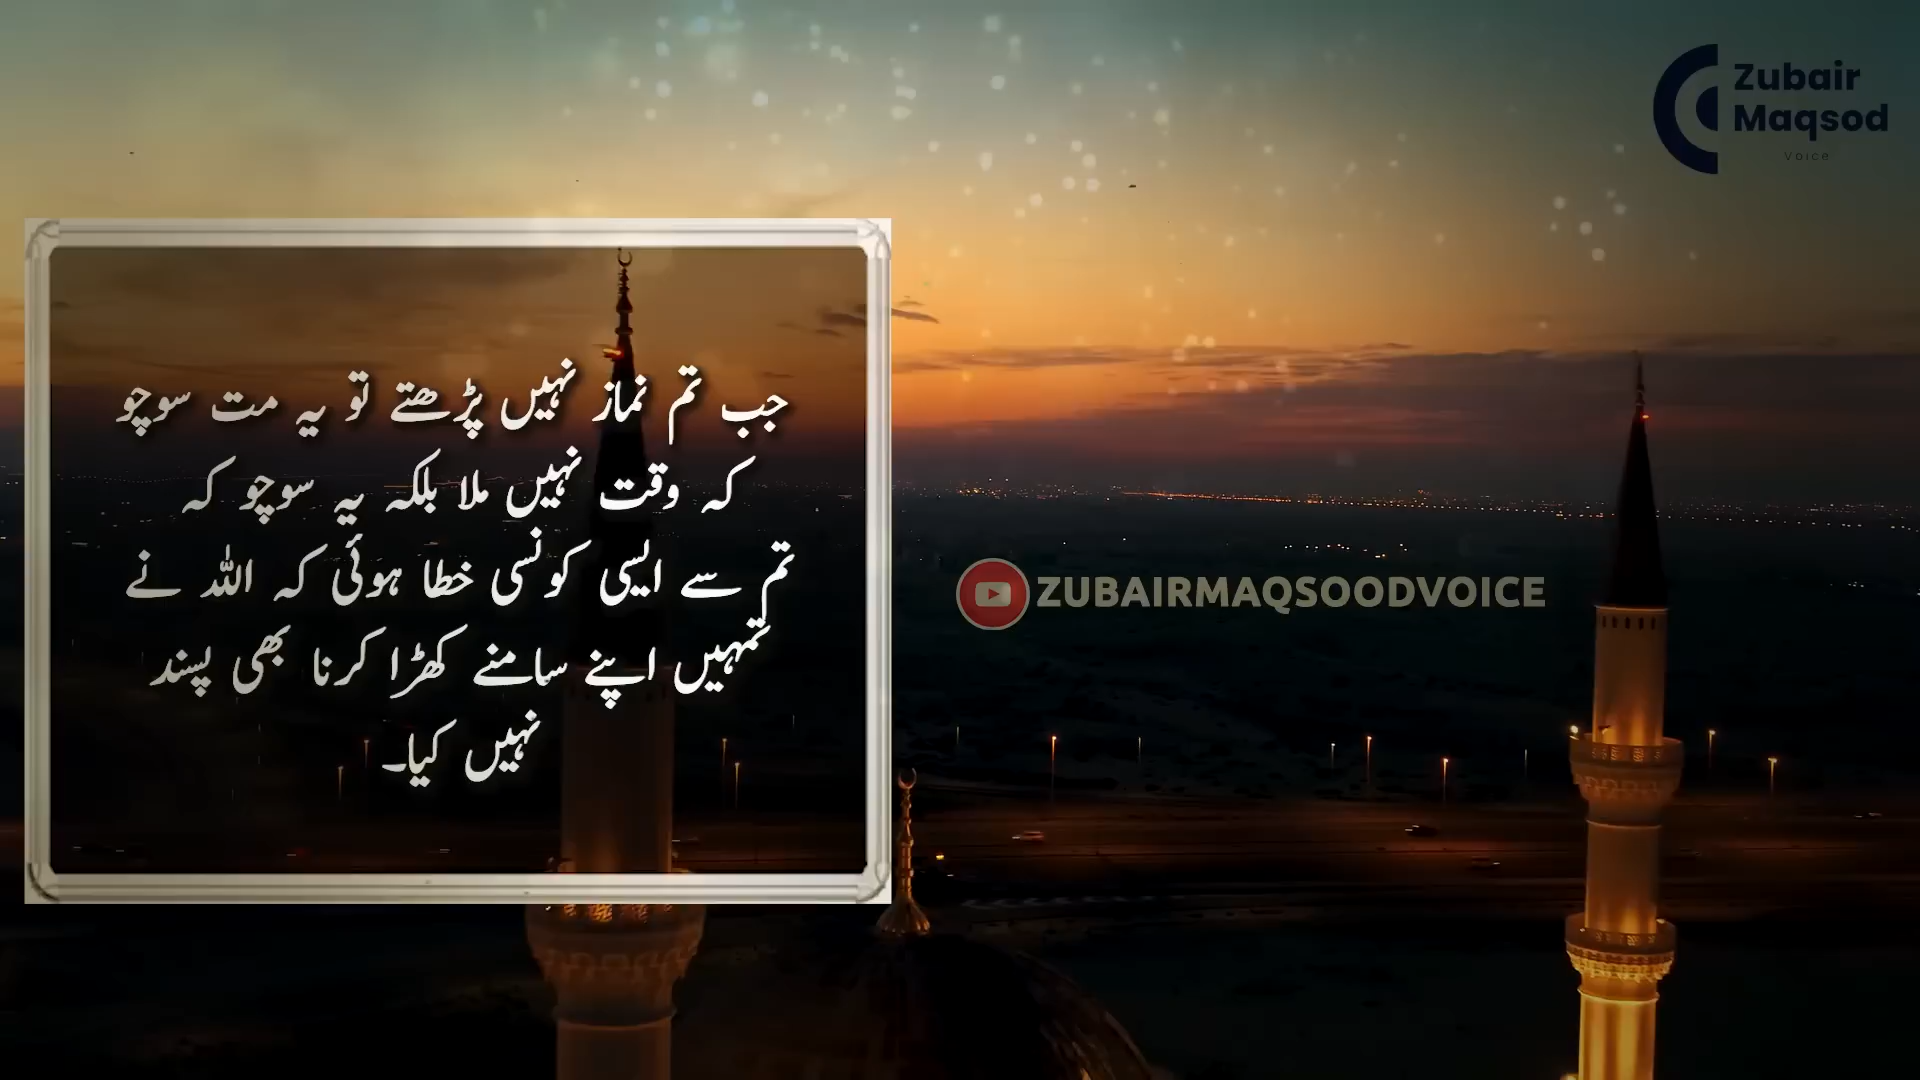 Zubair
Maqsod
Voice
جب تم نماز نہیں پڑھتے تو یہ مت سوچو
کہ وقت نہیں ملا بلکہ یہ سوچو کہ
تم سے ایسی کونسی خطا ہوئی کہ اللہ نے
تمہیں اپنے سامنے کھڑا کرنا بھی پسند
نہیں کیا۔
ZUBAIRMAQSOODVOICE